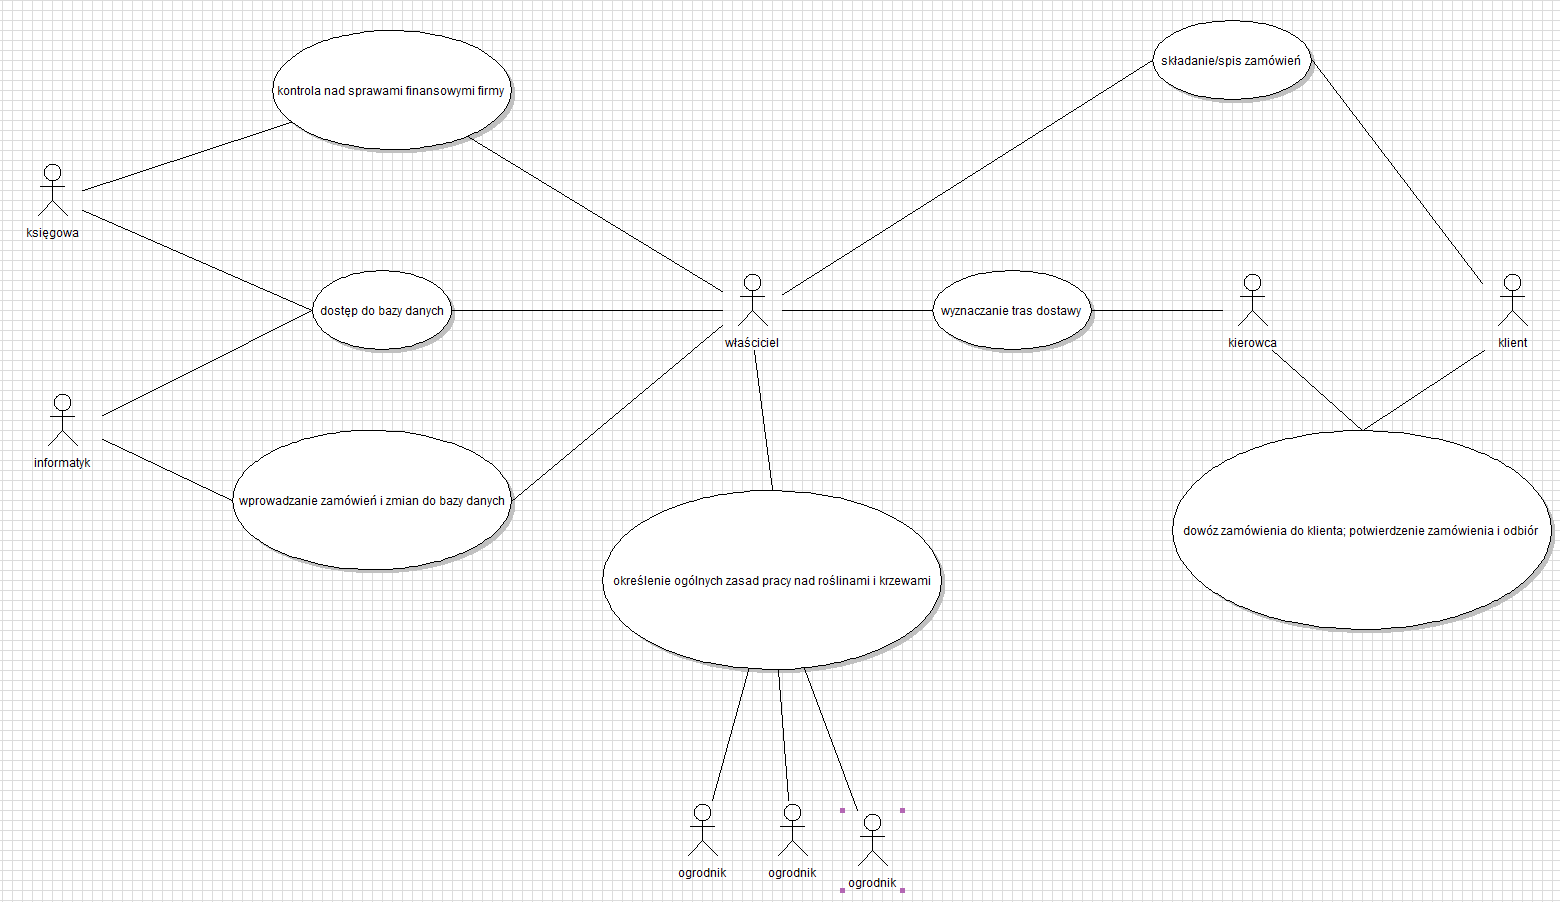 składanie/spis zamówień
kontrola nad sprawami finansowymi firmy
księgowa
dostęp do bazy danych
wyznaczanie tras dostawy
właściciel
kierowca
klient
informatyk
wprowadzanie zamówień i zmian do bazy danych
dowóz zamówienia do klienta; potwierdzenie zamówienia i odbiór
określenie ogólnych zasad pracy nad roślinami i krzewami
ogrodnik
ogrodnik
ogrodnik